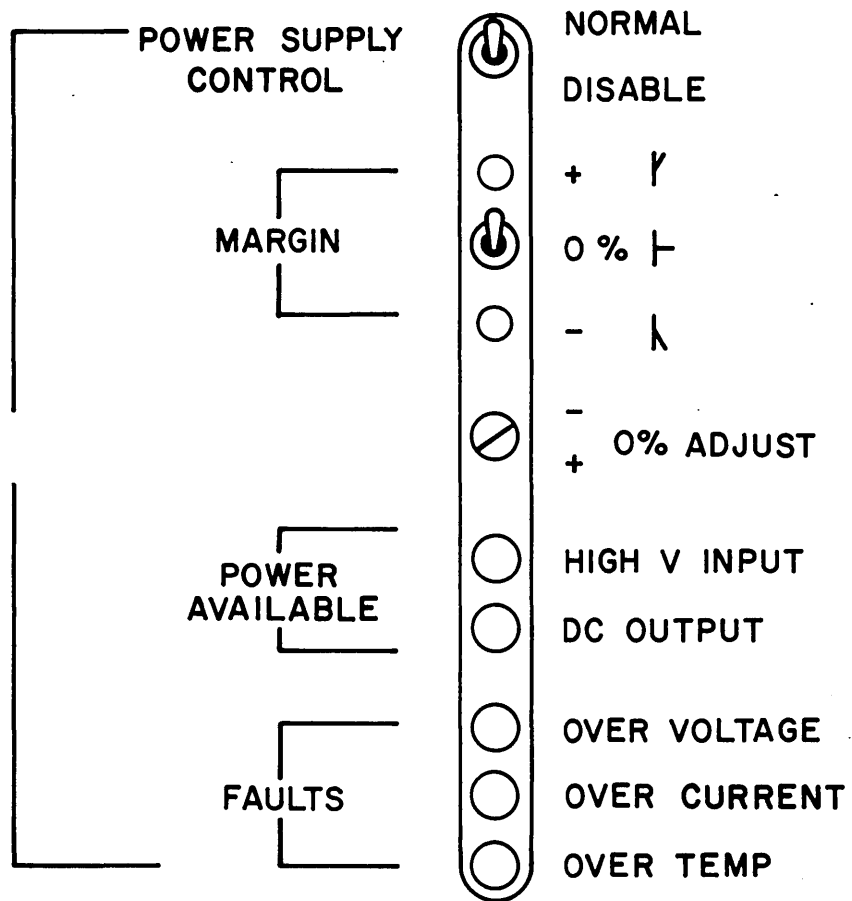 POWER SUPPLY
CONTROL
NORMAL
DISABLE
MARGIN
+
0 %
-
-
+
0% ADJUST
POWER
AVAILABLE
HIGH V INPUT
DC OUTPUT
FAULTS
OVER VOLTAGE
OVER CURRENT
OVER TEMP